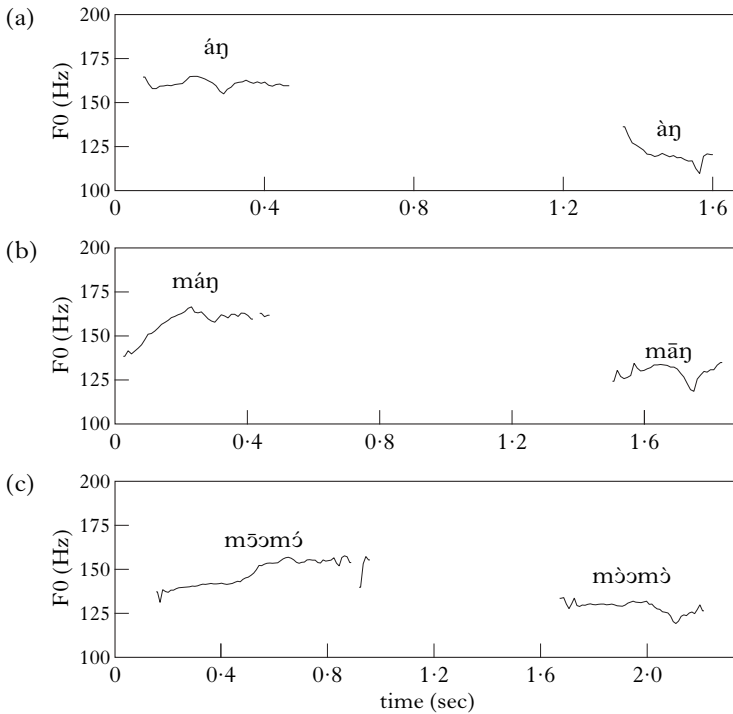 (a)
200
áŋ
175
F0 (Hz)
150
àŋ
125
100
0 0·4 0·8 1·2 1·6
(b)
200
máŋ
175
F0 (Hz)
150
māŋ
125
100
0 0·4 0·8 1·2 1·6
(c)
200
175
mɔ̄ɔmɔ́
F0 (Hz)
150
mɔ̀ɔmɔ̀
125
100
0 0·4 0·8 1·2 1·6 2·0
time (sec)